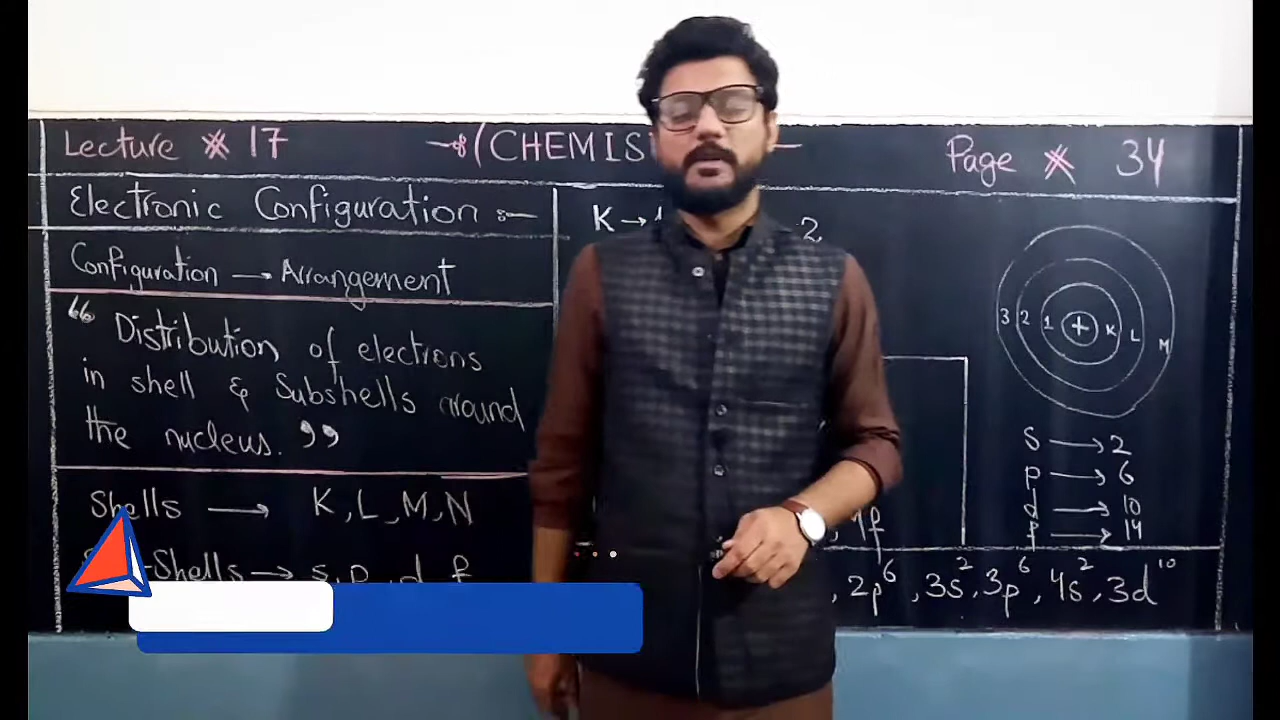 Lecture # 17
(CHEMIS
Page # 34
Electronic Configuration :-
Configuration → Arrangement
“ Distribution of electrons
in shell & Subshells around
the nucleus. ”
Shells → K, L, M, N
-Shells → s, p, d, f
K →
2
3 2 1 + K L M
s → 2
p → 6
d → 10
f → 14
, 2p⁶, 3s², 3p⁶, 4s², 3d¹⁰